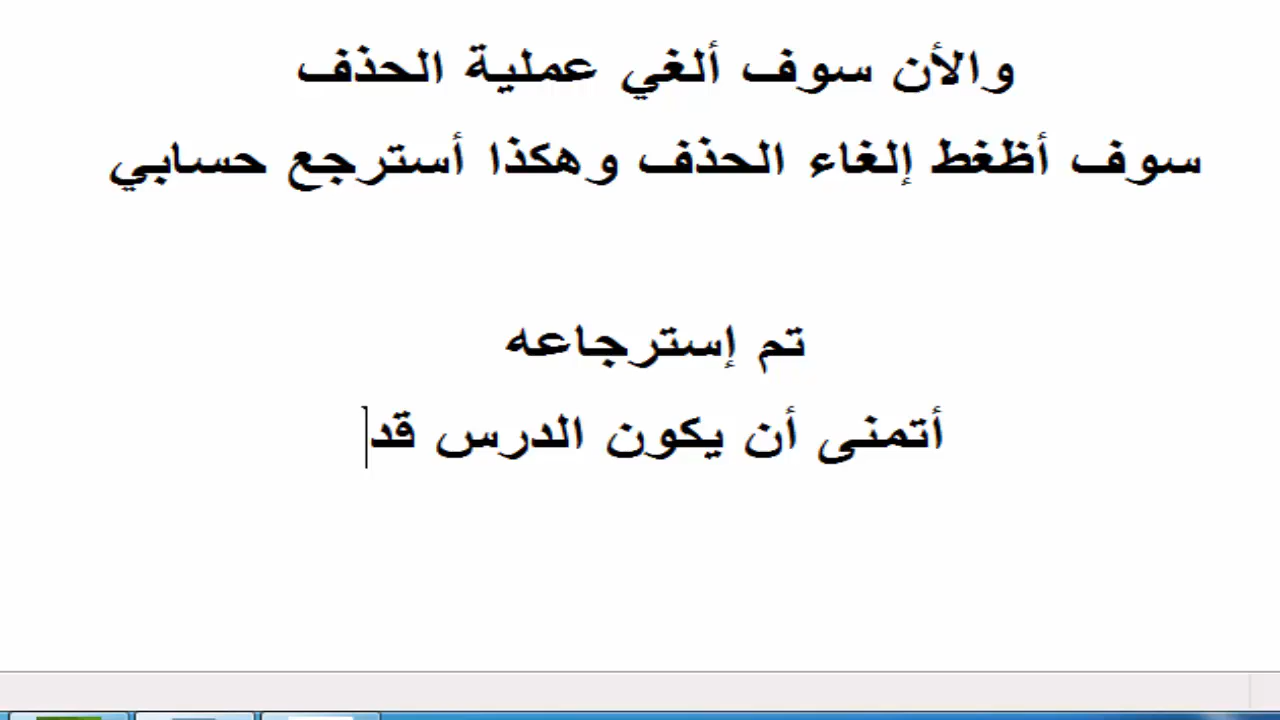 والأن سوف ألغي عملية الحذف
سوف أظغط إلغاء الحذف وهكذا أسترجع حسابي
تم إسترجاعه
أتمنى أن يكون الدرس قد